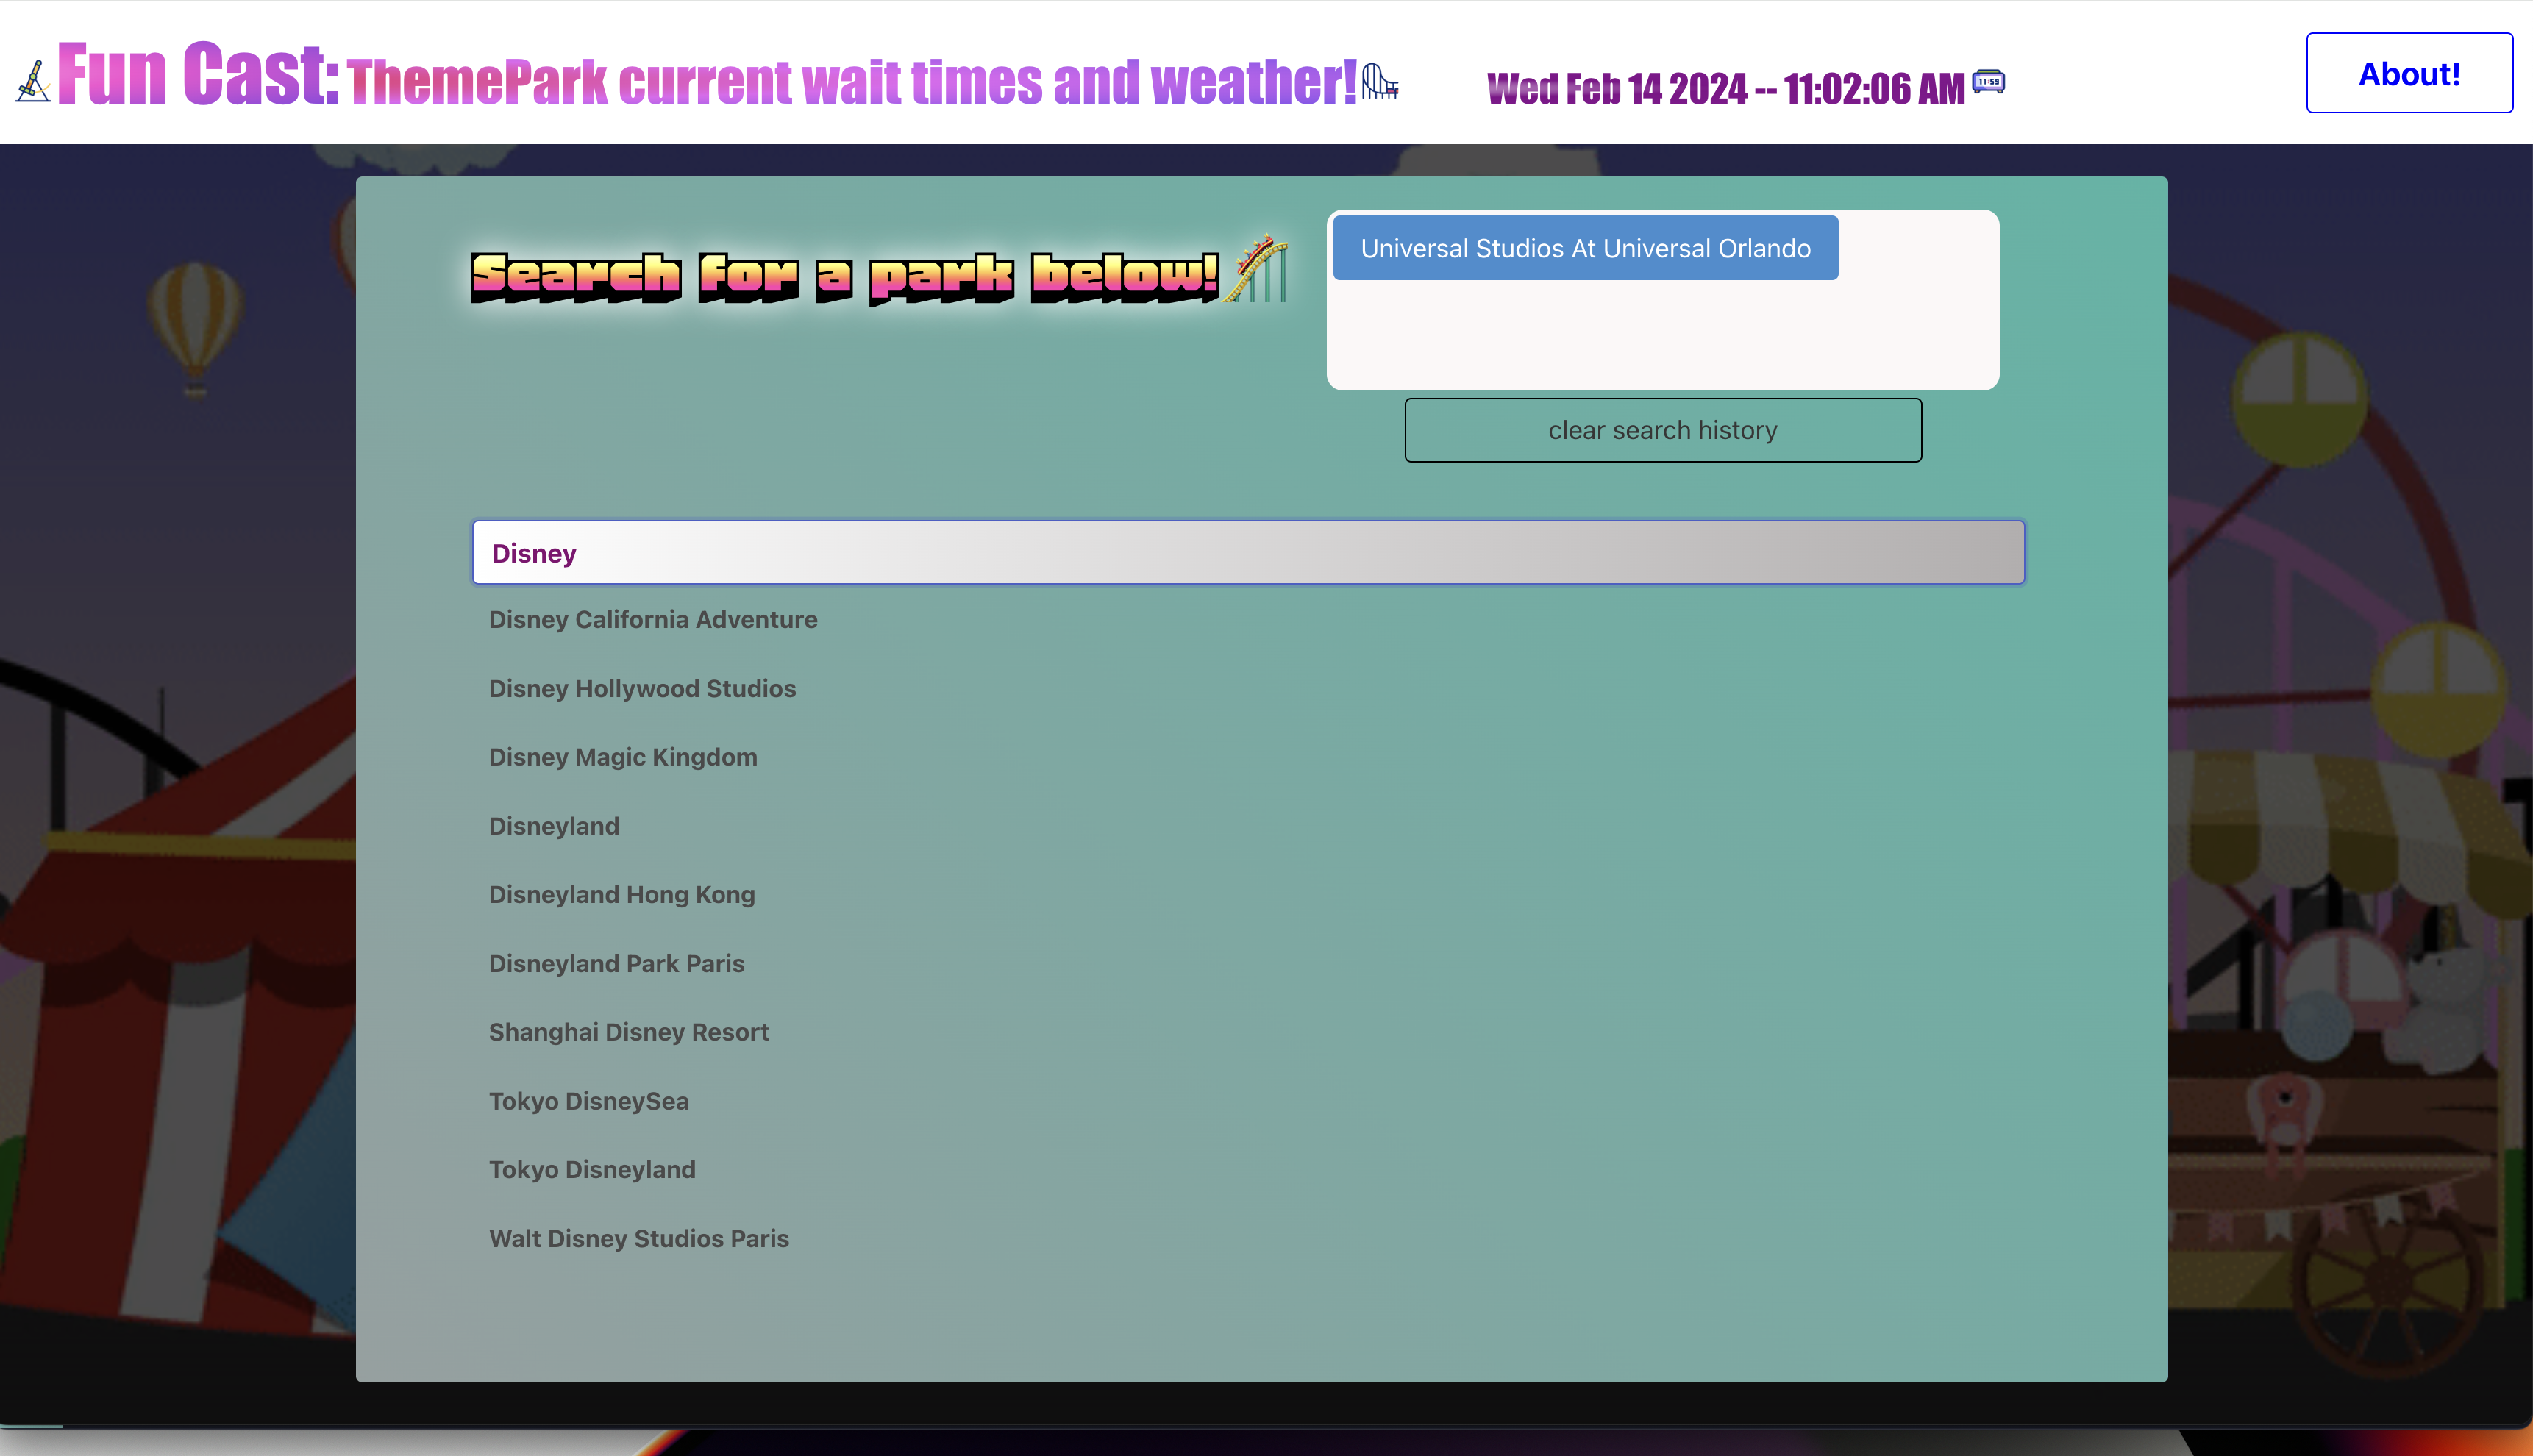 Fun Cast: ThemePark current wait times and weather!
Wed Feb 14 2024 -- 11:02:06 AM
11:59
About!
Search for a park below!
Universal Studios At Universal Orlando
clear search history
Disney
Disney California Adventure
Disney Hollywood Studios
Disney Magic Kingdom
Disneyland
Disneyland Hong Kong
Disneyland Park Paris
Shanghai Disney Resort
Tokyo DisneySea
Tokyo Disneyland
Walt Disney Studios Paris